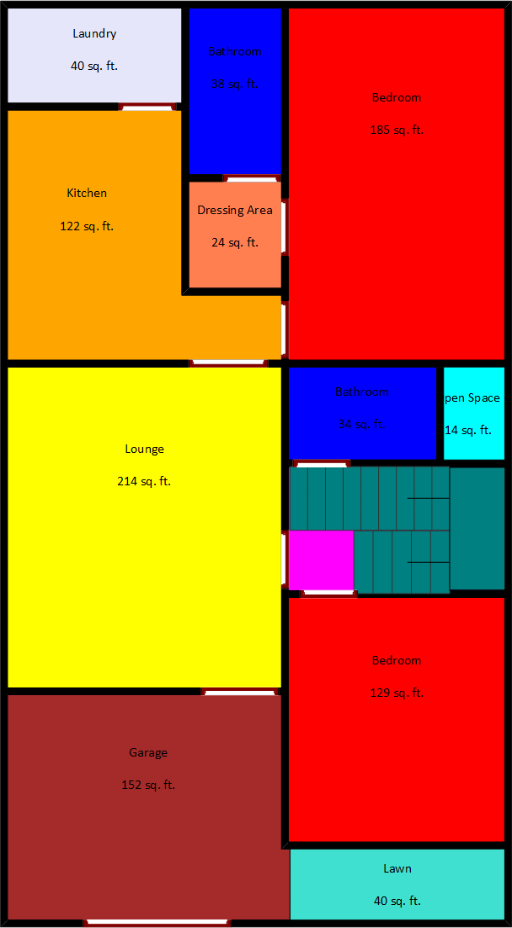 Laundry
40 sq. ft.
Bathroom
38 sq. ft.
Bedroom
185 sq. ft.
Kitchen
122 sq. ft.
Dressing Area
24 sq. ft.
Bathroom
34 sq. ft.
pen Space
14 sq. ft.
Lounge
214 sq. ft.
Bedroom
129 sq. ft.
Garage
152 sq. ft.
Lawn
40 sq. ft.